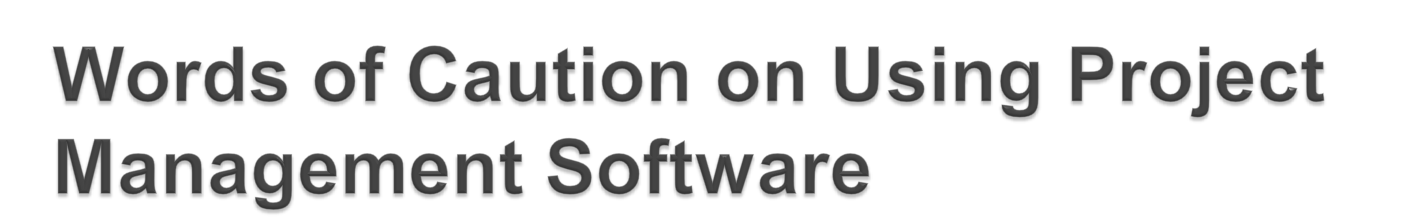 Words of Caution on Using Project
Management Software